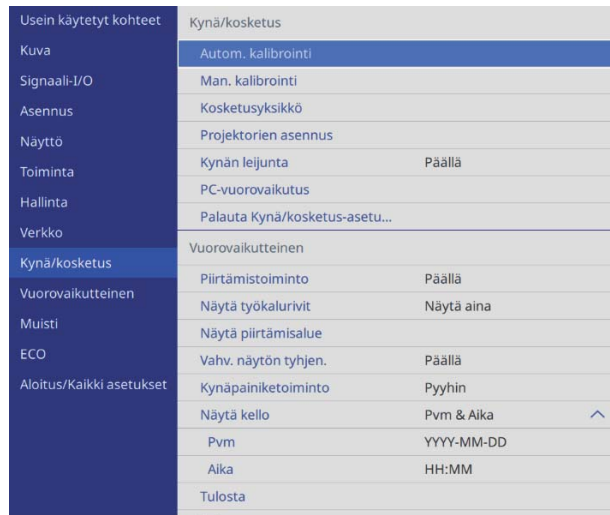 Usein käytetyt kohteet
Kuva
Signaali-I/O
Asennus
Näyttö
Toiminta
Hallinta
Verkko
Kynä/kosketus
Vuorovaikutteinen
Muisti
ECO
Aloitus/Kaikki asetukset
Kynä/kosketus
Autom. kalibrointi
Man. kalibrointi
Kosketusyksikkö
Projektorien asennus
Kynän leijunta Päällä
PC-vuorovaikutus
Palauta Kynä/kosketus-asetu...
Vuorovaikutteinen
Piirtämistoiminto Päällä
Näytä työkalurivit Näytä aina
Näytä piirtämisalue
Vahv. näytön tyhjen. Päällä
Kynäpainiketoiminto Pyyhin
Näytä kello Pvm & Aika
Pvm YYYY-MM-DD
Aika HH:MM
Tulosta